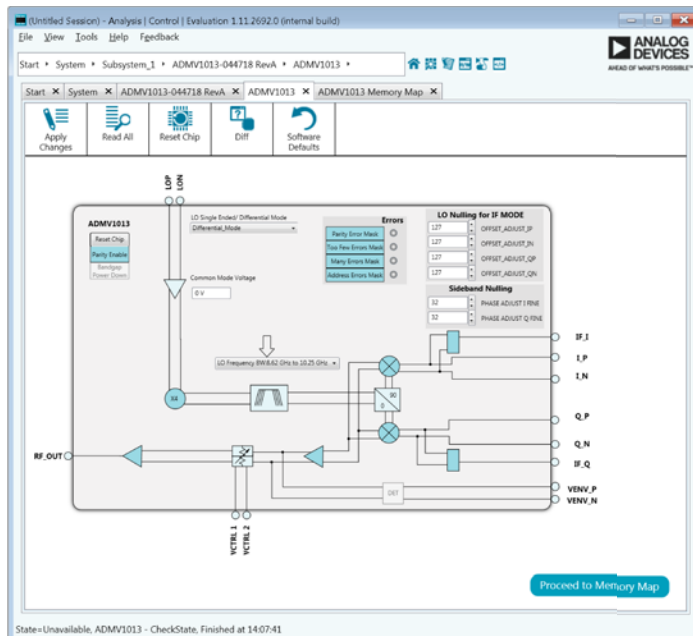 (Untitled Session) - Analysis | Control | Evaluation 1.11.2692.0 (internal build)
File View Tools Help Feedback
ANALOG
DEVICES
AHEAD OF WHAT'S POSSIBLE™
Start System Subsystem_1 ADMV1013-044718 RevA ADMV1013
Start System ADMV1013-044718 RevA ADMV1013 ADMV1013 Memory Map
Apply
Changes
Read All
Reset Chip
Diff
Software
Defaults
LOP
LON
ADMV1013
Reset Chip
Parity Enable
Bandgap
Power Down
LO Single Ended/ Differential Mode
Differential_Mode
Common Mode Voltage
0 V
Errors
Parity Error Mask
Too Few Errors Mask
Many Errors Mask
Address Errors Mask
LO Nulling for IF MODE
127 OFFSET_ADJUST_IP
127 OFFSET_ADJUST_IN
127 OFFSET_ADJUST_QP
127 OFFSET_ADJUST_QN
Sideband Nulling
32 PHASE ADJUST I FINE
32 PHASE ADJUST Q FINE
LO Frequency BW:8.62 GHz to 10.25 GHz
IF_I
I_P
I_N
X4
90
0
Q_P
Q_N
IF_Q
RF_OUT
DET
VENV_P
VENV_N
VCTRL 1
VCTRL 2
Proceed to Memory Map
State=Unavailable, ADMV1013 - CheckState, Finished at 14:07:41